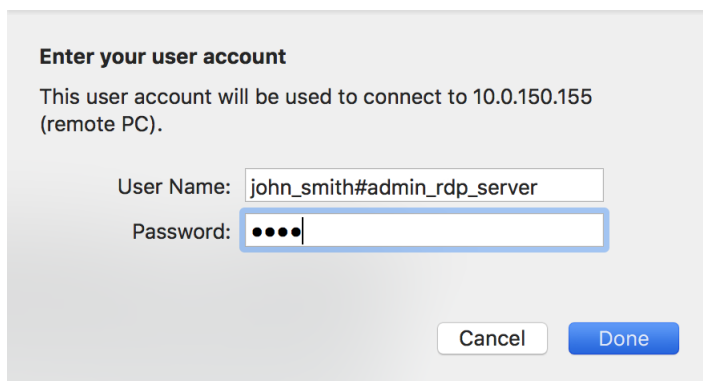 Enter your user account
This user account will be used to connect to 10.0.150.155
(remote PC).
User Name: john_smith#admin_rdp_server
Password: ••••
Cancel Done